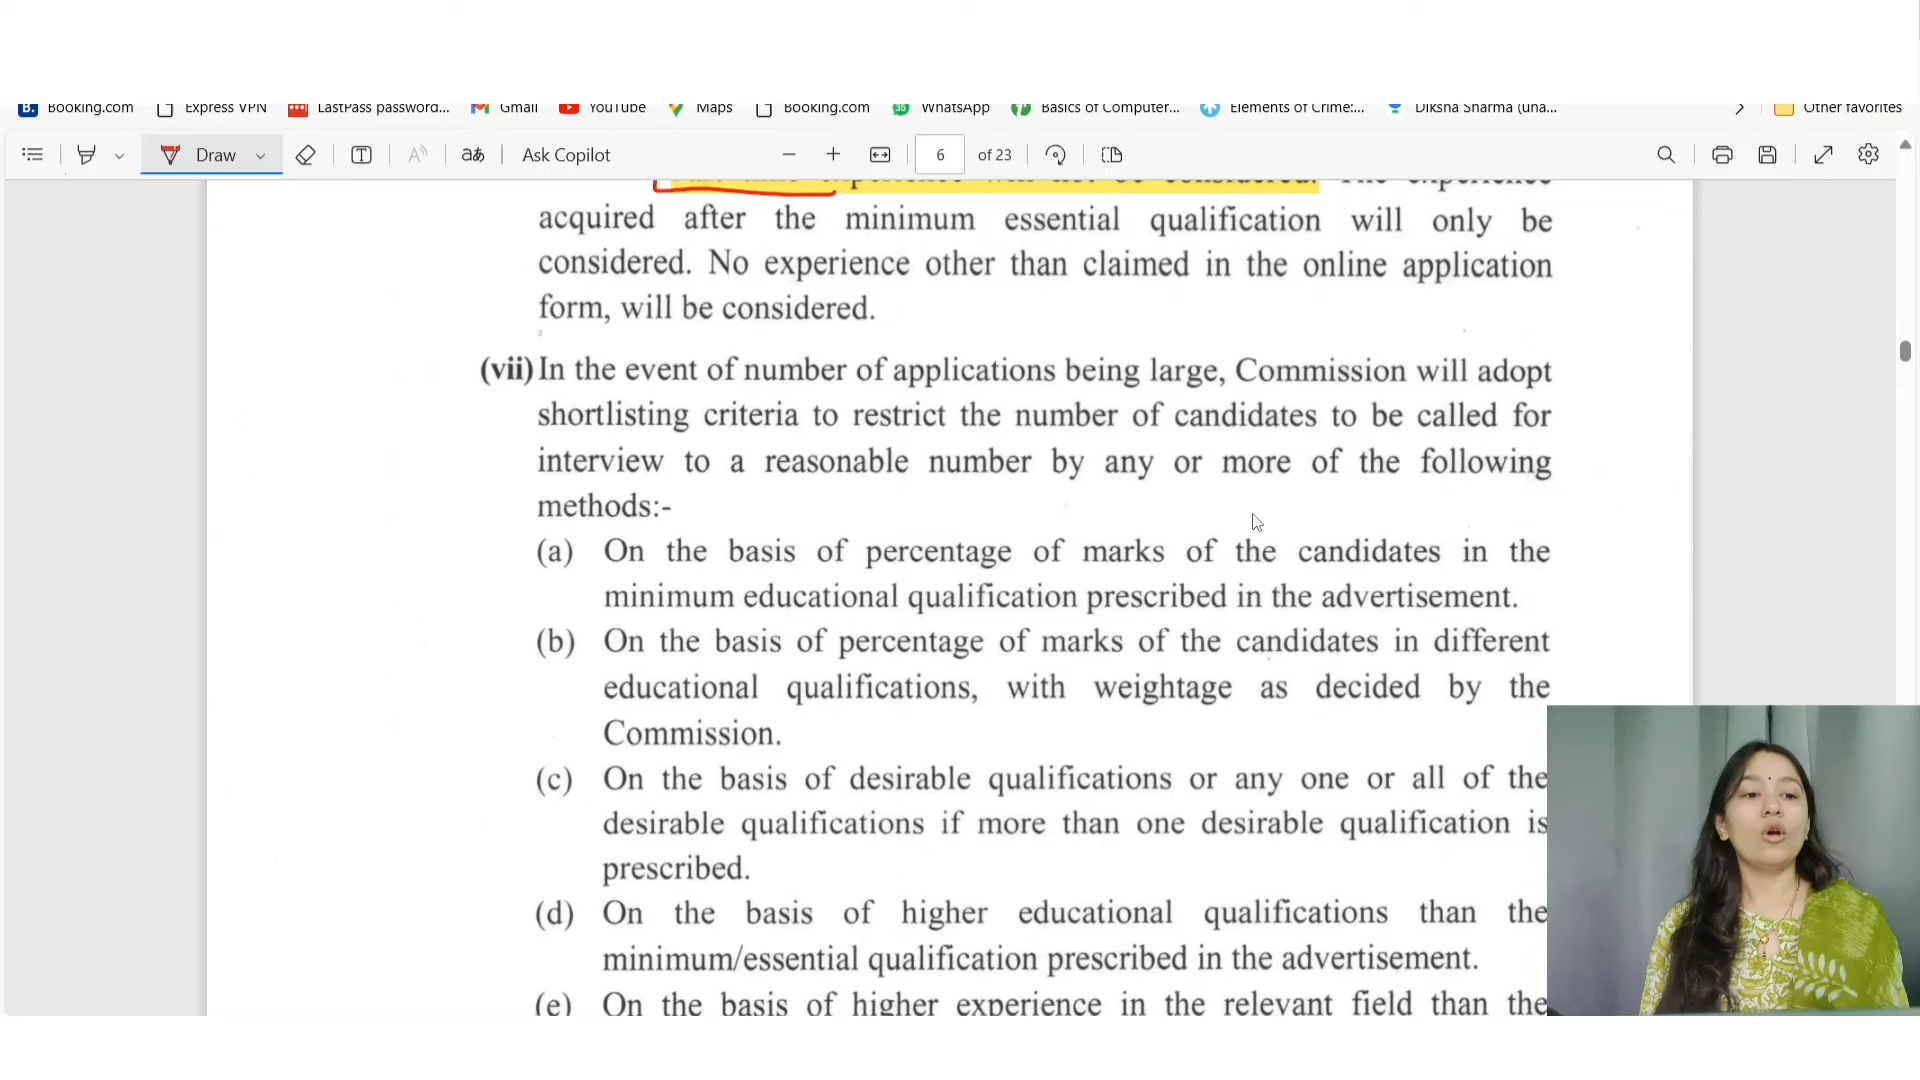 B. Booking.com Express VPN LastPass password... Gmail YouTube Maps Booking.com WhatsApp Basics of Computer... Elements of Crime:... Diksha Sharma (una... Other favorites
Draw T A aあ Ask Copilot 6 of 23
experience will not be considered. The experience
acquired after the minimum essential qualification will only be
considered. No experience other than claimed in the online application
form, will be considered.
(vii) In the event of number of applications being large, Commission will adopt
shortlisting criteria to restrict the number of candidates to be called for
interview to a reasonable number by any or more of the following
methods:-
(a) On the basis of percentage of marks of the candidates in the
minimum educational qualification prescribed in the advertisement.
(b) On the basis of percentage of marks of the candidates in different
educational qualifications, with weightage as decided by the
Commission.
(c) On the basis of desirable qualifications or any one or all of the
desirable qualifications if more than one desirable qualification is
prescribed.
(d) On the basis of higher educational qualifications than the
minimum/essential qualification prescribed in the advertisement.
(e) On the basis of higher experience in the relevant field than the